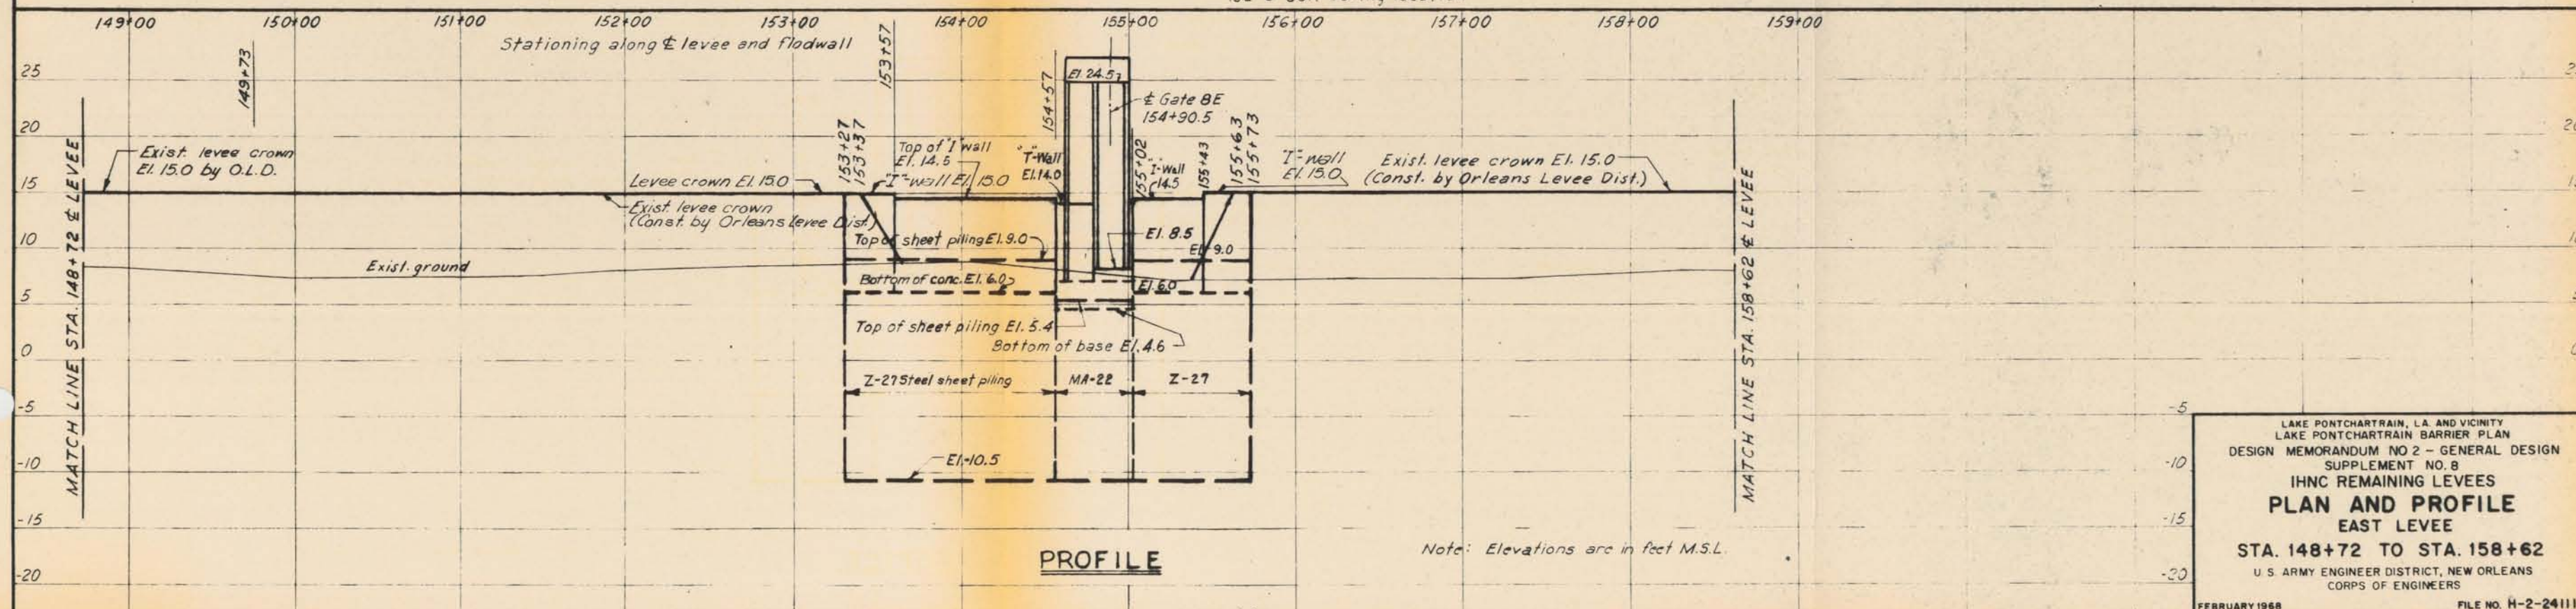 149+00 150+00 151+00 152+00 153+00 154+00 155+00 156+00 157+00 158+00 159+00
Stationing along ℄ levee and flodwall
149+73
153+57
154+57
25
El. 24.5
℄ Gate 8E
154+90.5
20
MATCH LINE STA. 148+72 ℄ LEVEE
Exist. levee crown
El. 15.0 by O.L.D.
153+27
153+37
Top of "I" wall
El. 14.5
"T"-Wall
El. 14.0
155+02
"I"-Wall
14.5
155+43
155+63
155+73
"I"-wall
El. 15.0
Exist. levee crown El. 15.0
(Const. by Orleans Levee Dist.)
MATCH LINE STA. 158+62 ℄ LEVEE
15
Levee crown El. 15.0
"I"-wall El. 15.0
Exist. levee crown
(Const. by Orleans Levee Dist.)
10
Top of sheet piling El. 9.0
El. 8.5
El. 9.0
Exist. ground
Bottom of conc. El. 6.0
El. 6.0
5
Top of sheet piling El. 5.4
Bottom of base El. 4.6
0
Z-27 Steel sheet piling
MA-22
Z-27
-5
-5
El.-10.5
-10
-10
-15
-15
-20
-20
PROFILE
Note: Elevations are in feet M.S.L.
LAKE PONTCHARTRAIN, LA. AND VICINITY
LAKE PONTCHARTRAIN BARRIER PLAN
DESIGN MEMORANDUM NO 2 - GENERAL DESIGN
SUPPLEMENT NO. 8
IHNC REMAINING LEVEES
PLAN AND PROFILE
EAST LEVEE
STA. 148+72 TO STA. 158+62
U. S. ARMY ENGINEER DISTRICT, NEW ORLEANS
CORPS OF ENGINEERS
FEBRUARY 1968
FILE NO. H-2-24111